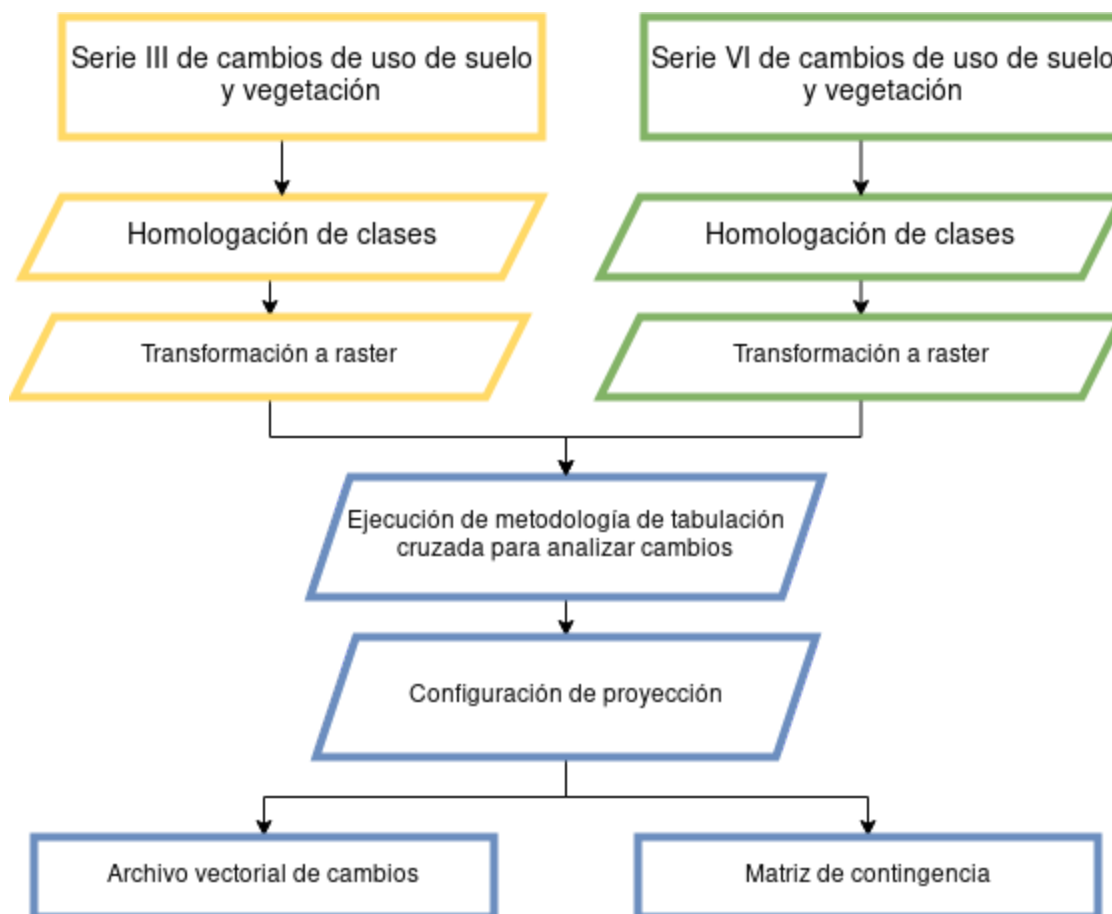 Serie III de cambios de uso de suelo
y vegetación
Serie VI de cambios de uso de suelo
y vegetación
Homologación de clases
Homologación de clases
Transformación a raster
Transformación a raster
Ejecución de metodología de tabulación
cruzada para analizar cambios
Configuración de proyección
Archivo vectorial de cambios
Matriz de contingencia